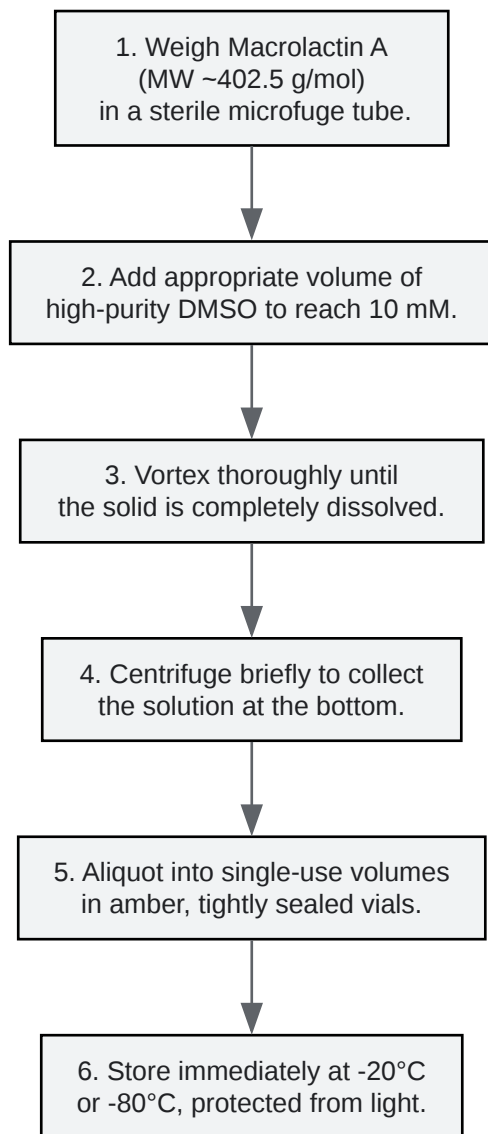 1. Weigh Macrolactin A
(MW ~402.5 g/mol)
in a sterile microfuge tube.
2. Add appropriate volume of
high-purity DMSO to reach 10 mM.
3. Vortex thoroughly until
the solid is completely dissolved.
4. Centrifuge briefly to collect
the solution at the bottom.
5. Aliquot into single-use volumes
in amber, tightly sealed vials.
6. Store immediately at -20°C
or -80°C, protected from light.